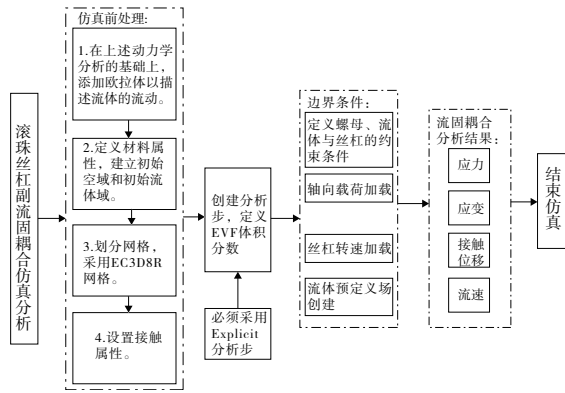 滚珠丝杠副流固耦合仿真分析
仿真前处理:
1.在上述动力学
分析的基础上，
添加欧拉体以描
述流体的流动。
2.定义材料属
性，建立初始
空域和初始流
体域。
3.划分网格，
采用EC3D8R
网格。
4.设置接触
属性。
创建分析
步，定义
EVF体积
分数
必须采用
Explicit
分析步
边界条件：
定义螺母、流
体与丝杠的约
束条件
轴向载荷加载
丝杠转速加载
流体预定义场
创建
流固耦合
分析结果：
应力
应变
接触
位移
流速
结束仿真